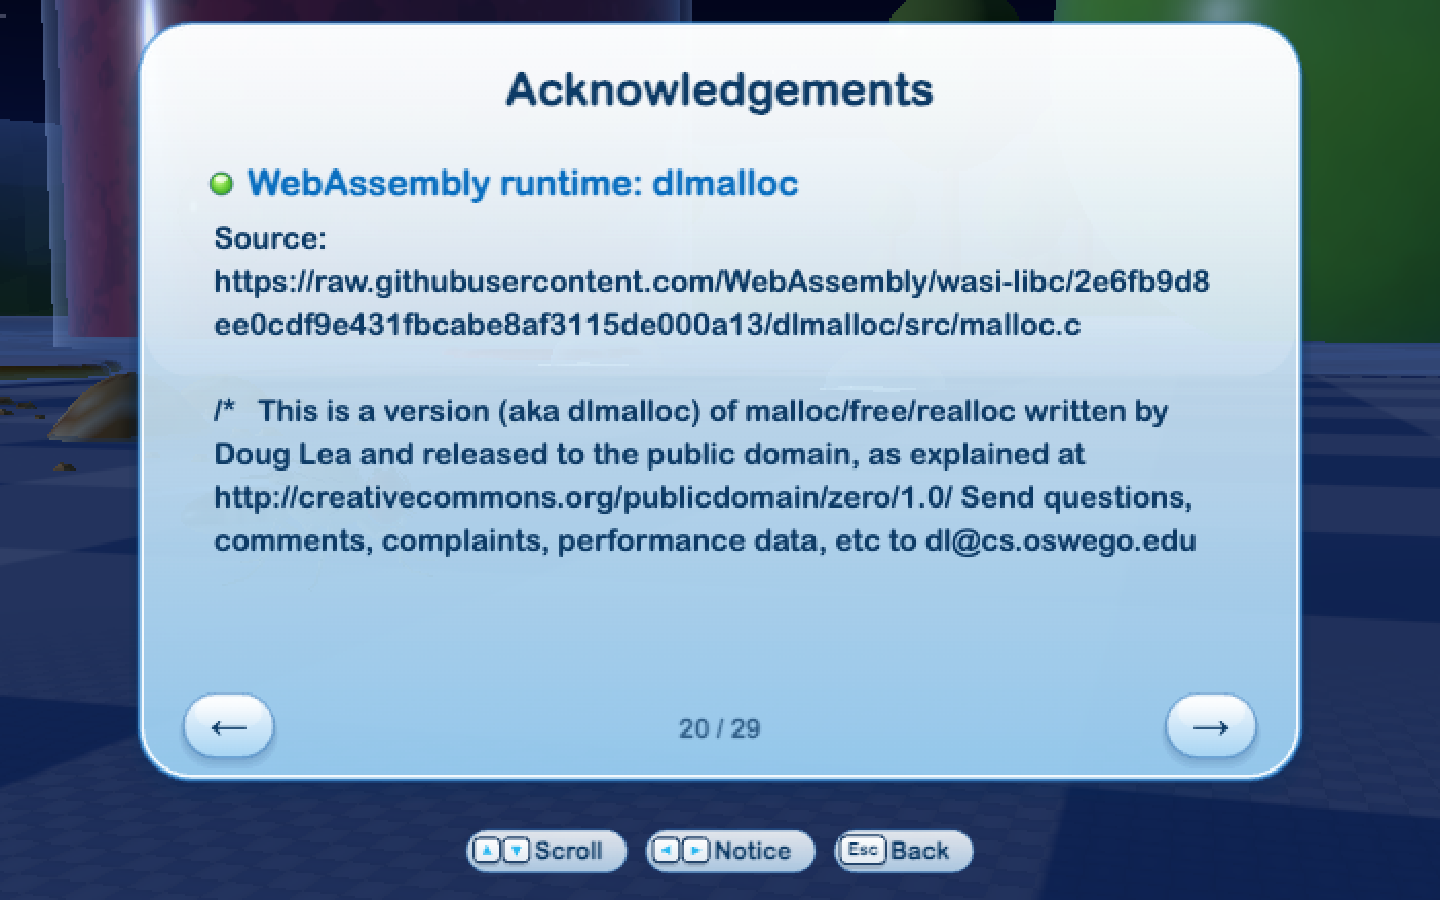 Acknowledgements
WebAssembly runtime: dlmalloc
Source:
https://raw.githubusercontent.com/WebAssembly/wasi-libc/2e6fb9d8
ee0cdf9e431fbcabe8af3115de000a13/dlmalloc/src/malloc.c
/* This is a version (aka dlmalloc) of malloc/free/realloc written by
Doug Lea and released to the public domain, as explained at
http://creativecommons.org/publicdomain/zero/1.0/ Send questions,
comments, complaints, performance data, etc to dl@cs.oswego.edu
← 20 / 29 →
▲ ▼ Scroll ◄ ► Notice Esc Back